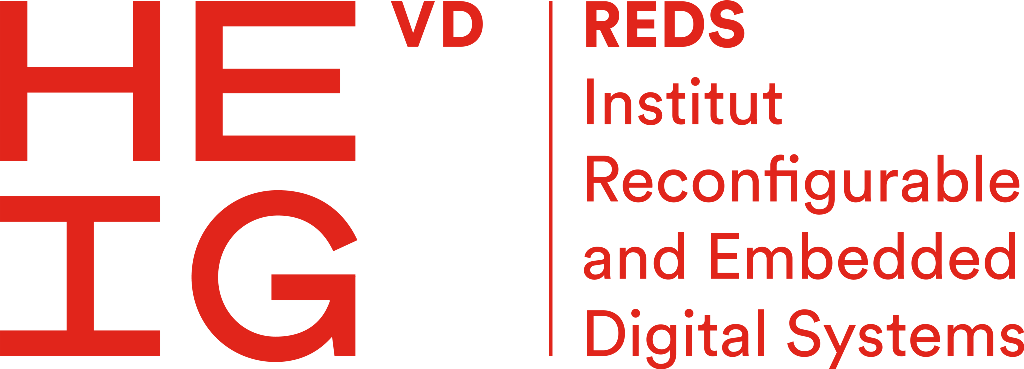 HE VD
IG
REDS
Institut
Reconfigurable
and Embedded
Digital Systems